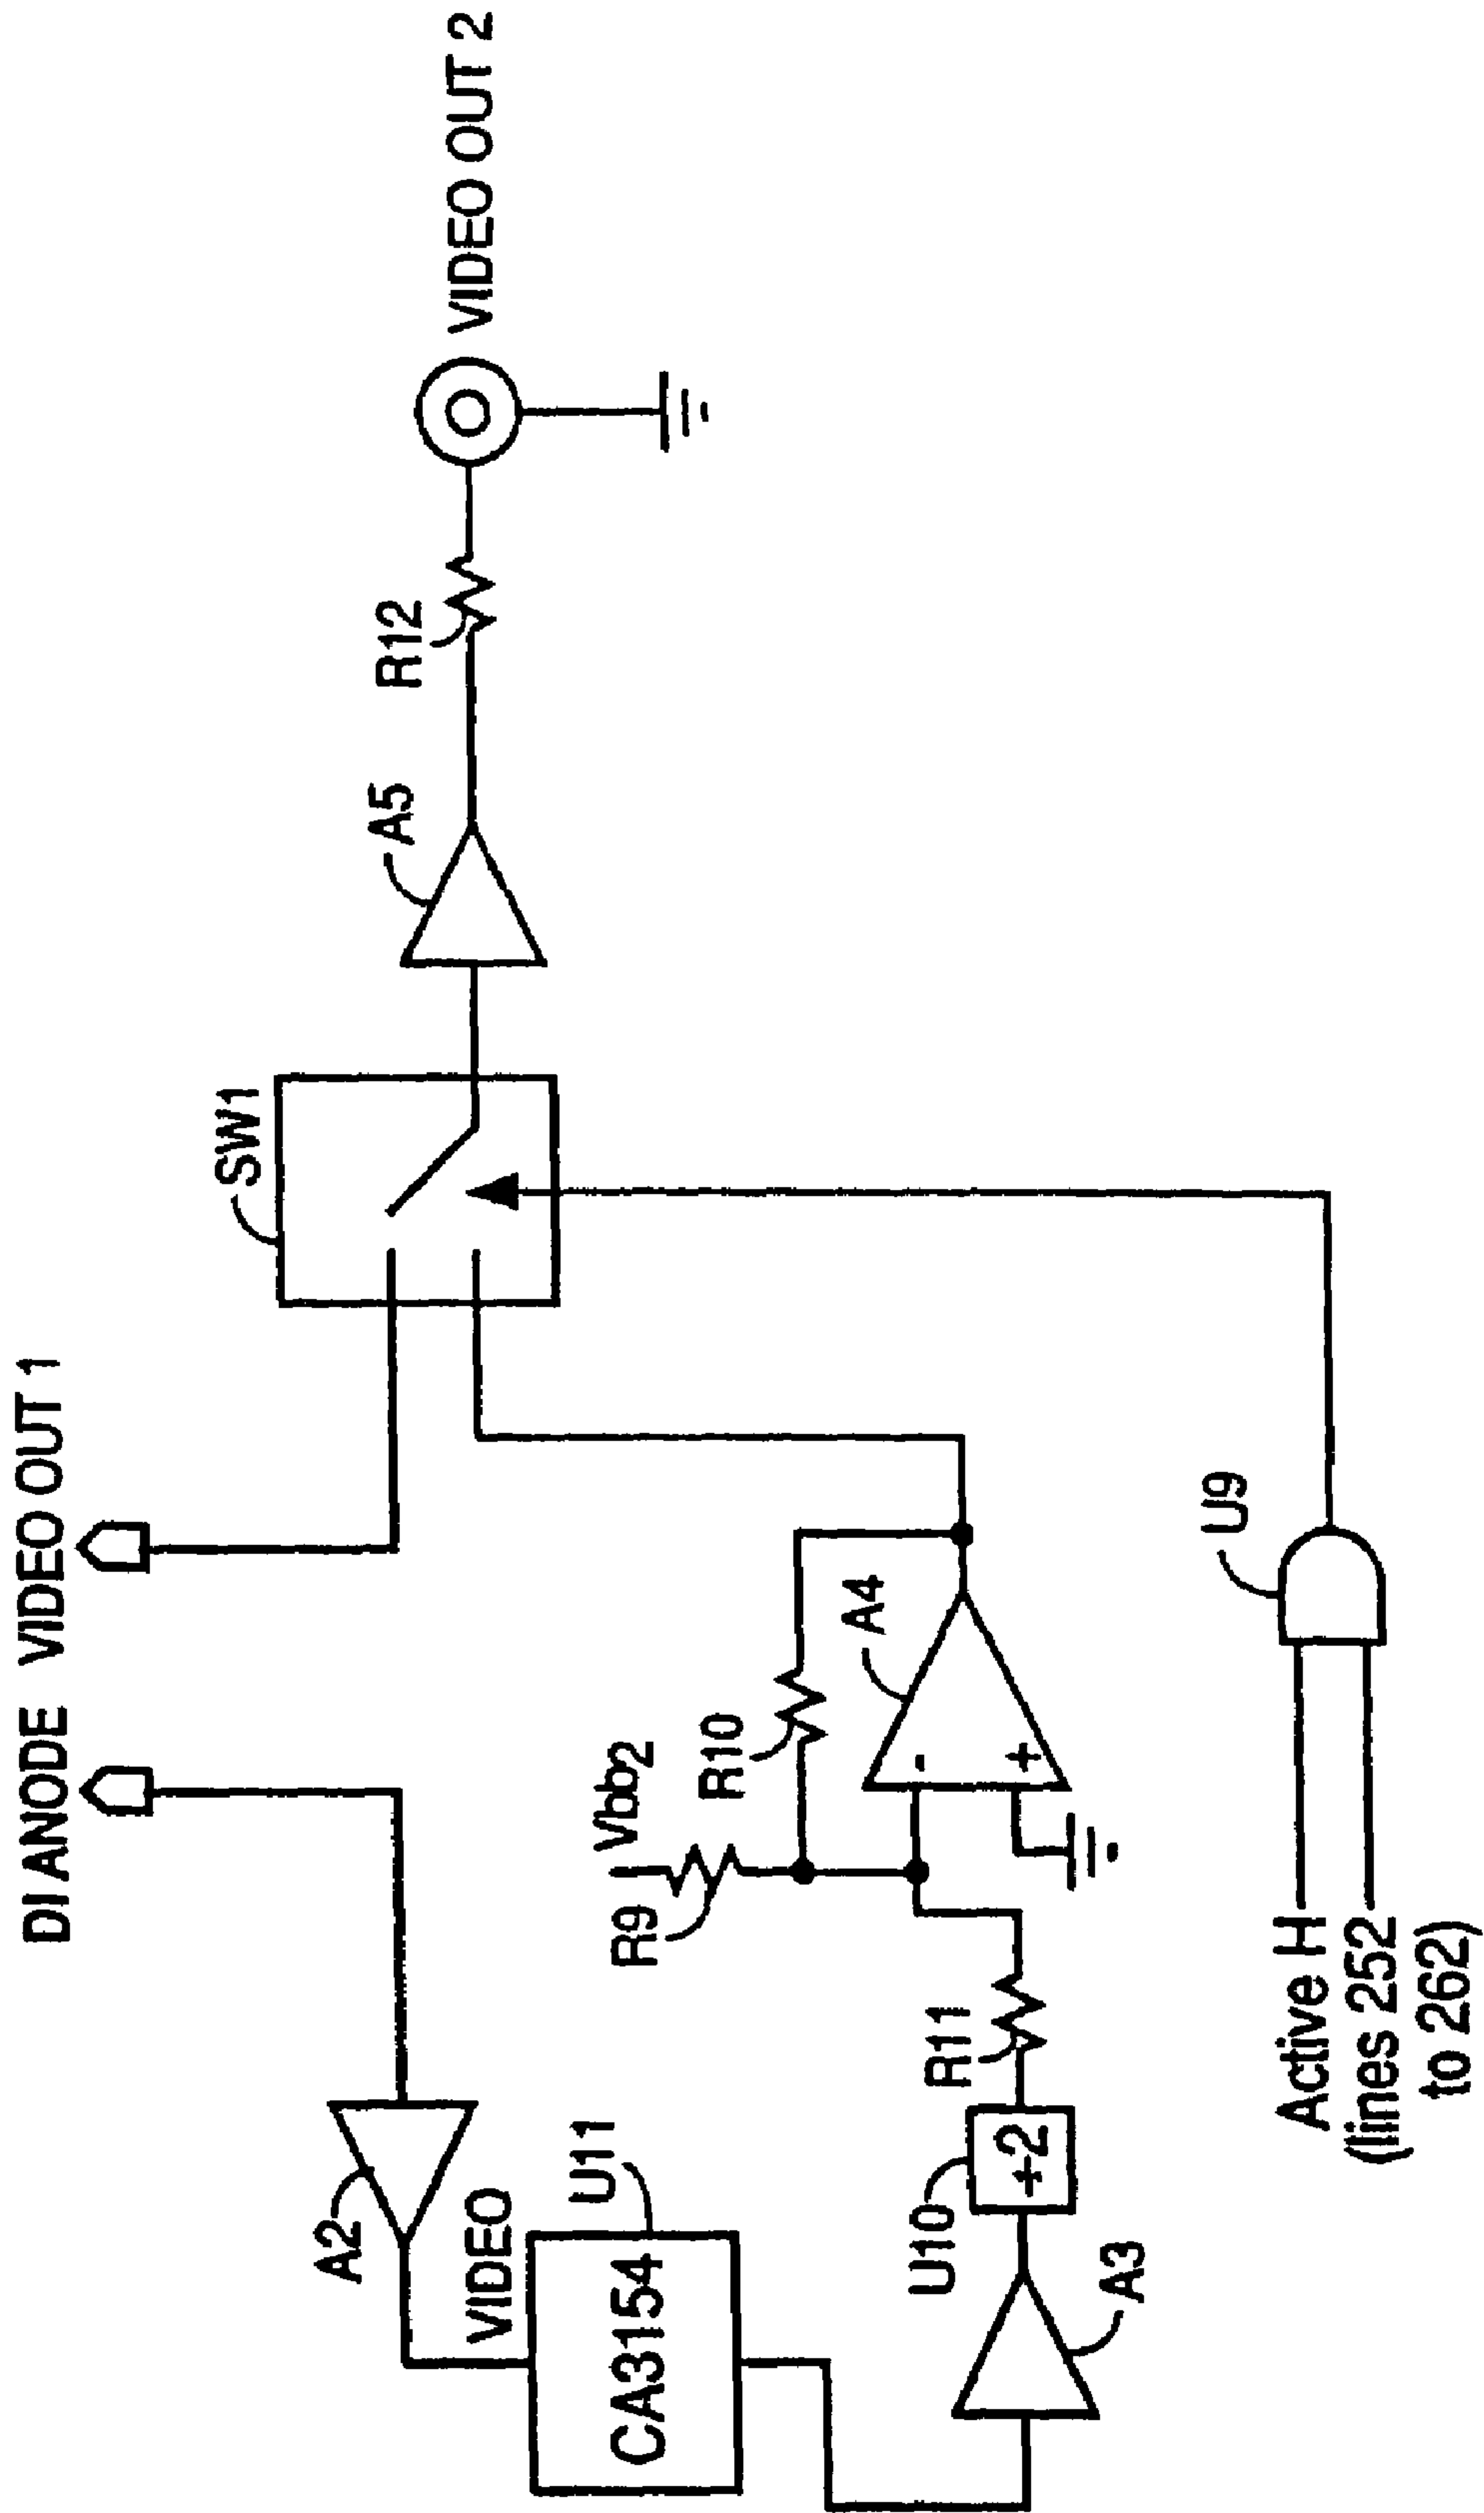 DI ANODE
VIDEO OUT 1
A2
VIDEO
U11
CA3154
A3
U10
÷2
R11
R9
Vbb2
R10
A4
-
+
SW1
A5
R12
VIDEO OUT 2
U9
Active H
(lines 252
to 262)